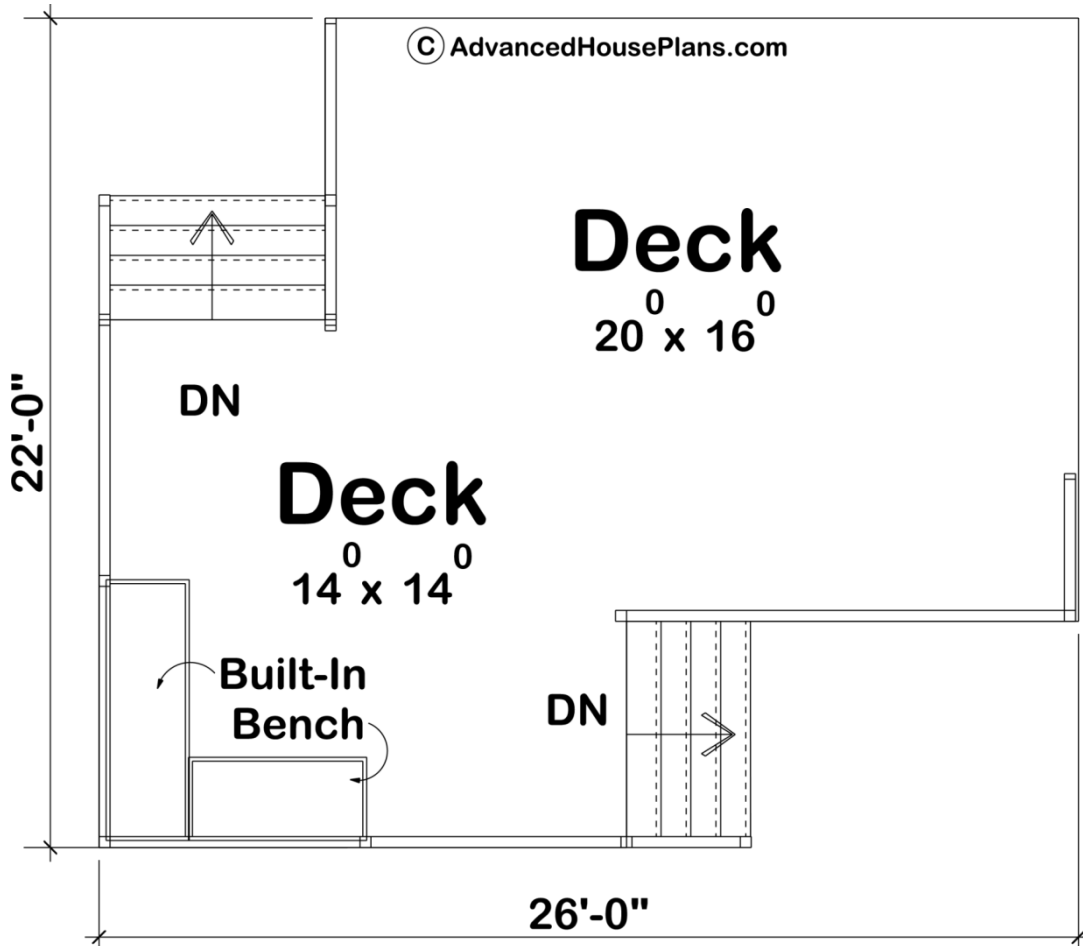 C AdvancedHousePlans.com
Deck
20⁰ x 16⁰
DN
22'-0"
Deck
14⁰ x 14⁰
Built-In
Bench
DN
26'-0"